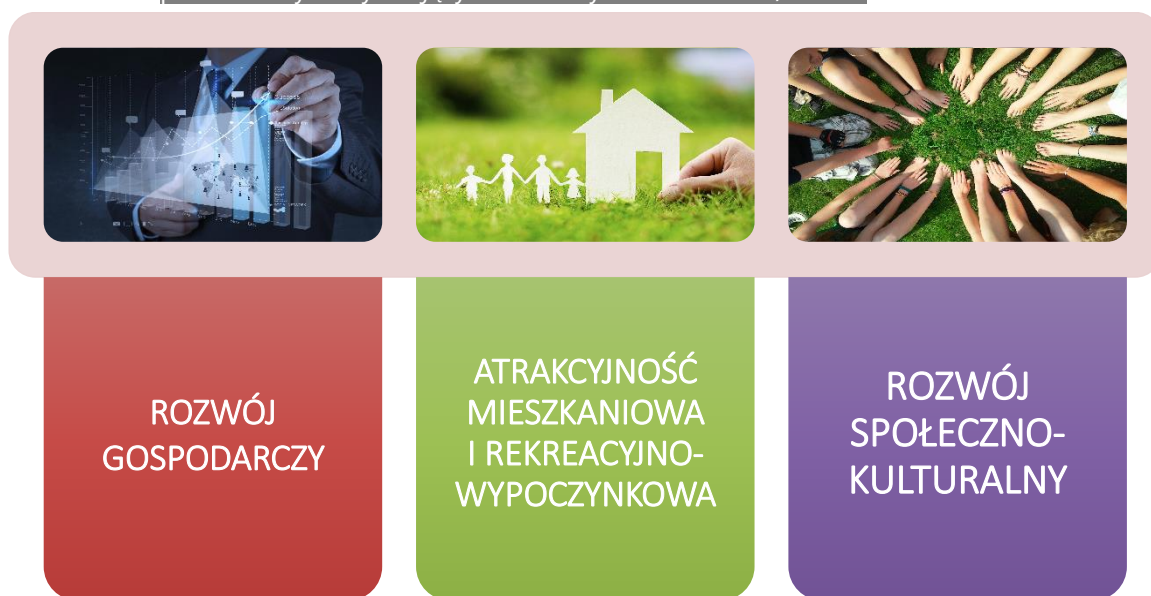 ROZWÓJ
GOSPODARCZY
ATRAKCYJNOŚĆ
MIESZKANIOWA
I REKREACYJNO-
WYPOCZYNKOWA
ROZWÓJ
SPOŁECZNO-
KULTURALNY